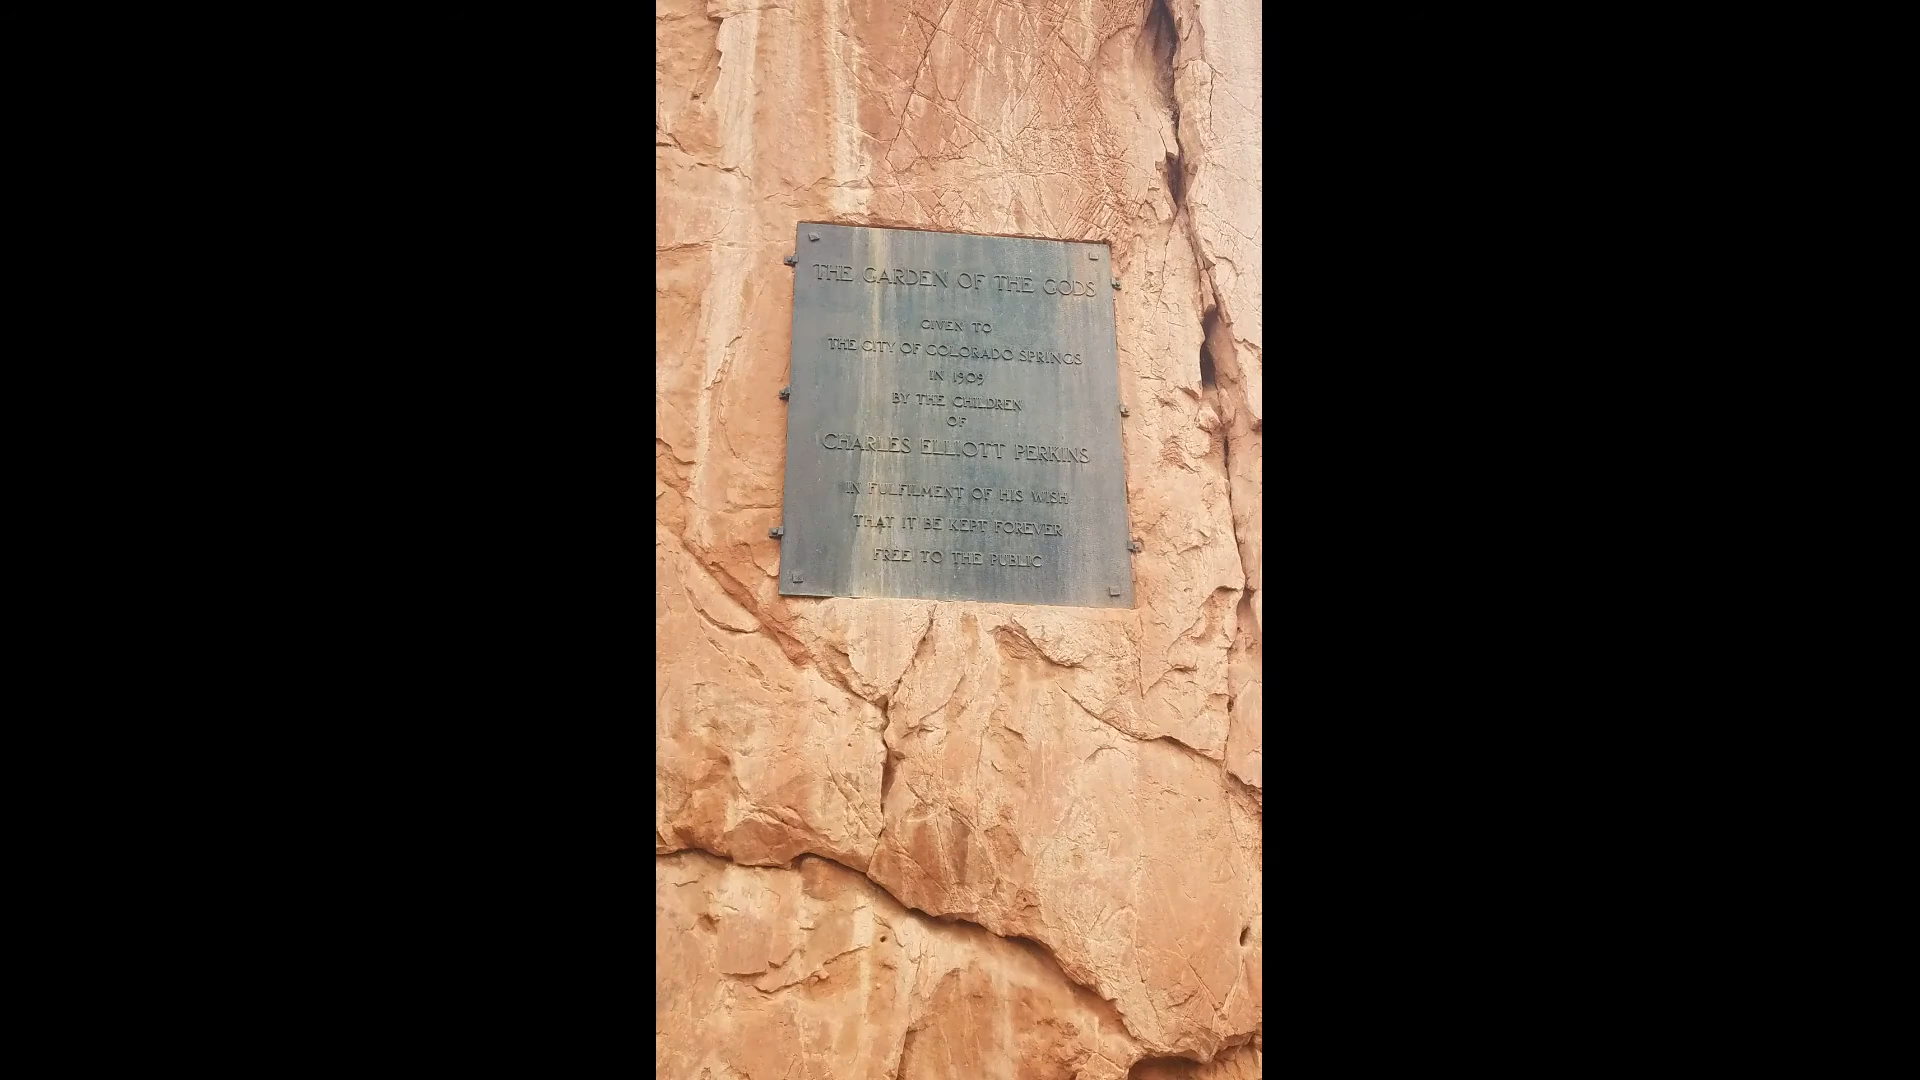 THE GARDEN OF THE GODS
GIVEN TO
THE CITY OF COLORADO SPRINGS
IN 1909
BY THE CHILDREN
OF
CHARLES ELLIOTT PERKINS
IN FULFILMENT OF HIS WISH
THAT IT BE KEPT FOREVER
FREE TO THE PUBLIC